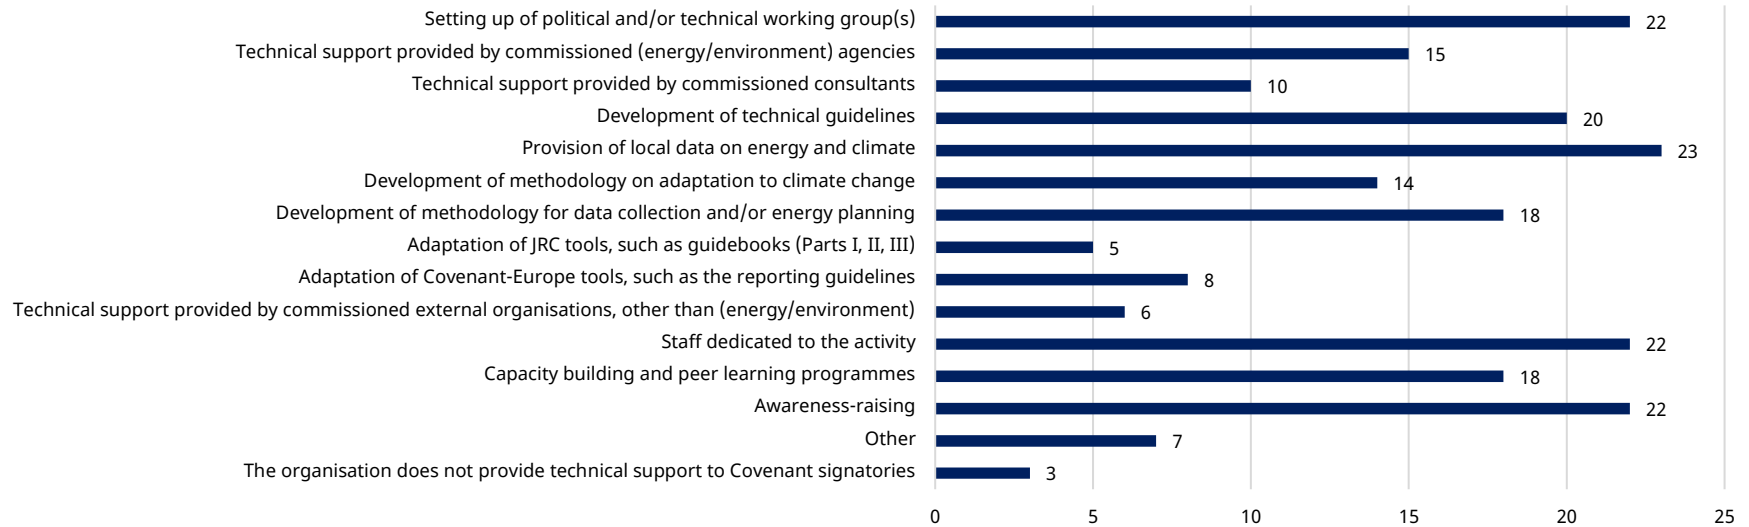 Setting up of political and/or technical working group(s) 22
Technical support provided by commissioned (energy/environment) agencies 15
Technical support provided by commissioned consultants 10
Development of technical guidelines 20
Provision of local data on energy and climate 23
Development of methodology on adaptation to climate change 14
Development of methodology for data collection and/or energy planning 18
Adaptation of JRC tools, such as guidebooks (Parts I, II, III) 5
Adaptation of Covenant-Europe tools, such as the reporting guidelines 8
Technical support provided by commissioned external organisations, other than (energy/environment) 6
Staff dedicated to the activity 22
Capacity building and peer learning programmes 18
Awareness-raising 22
Other 7
The organisation does not provide technical support to Covenant signatories 3
0 5 10 15 20 25